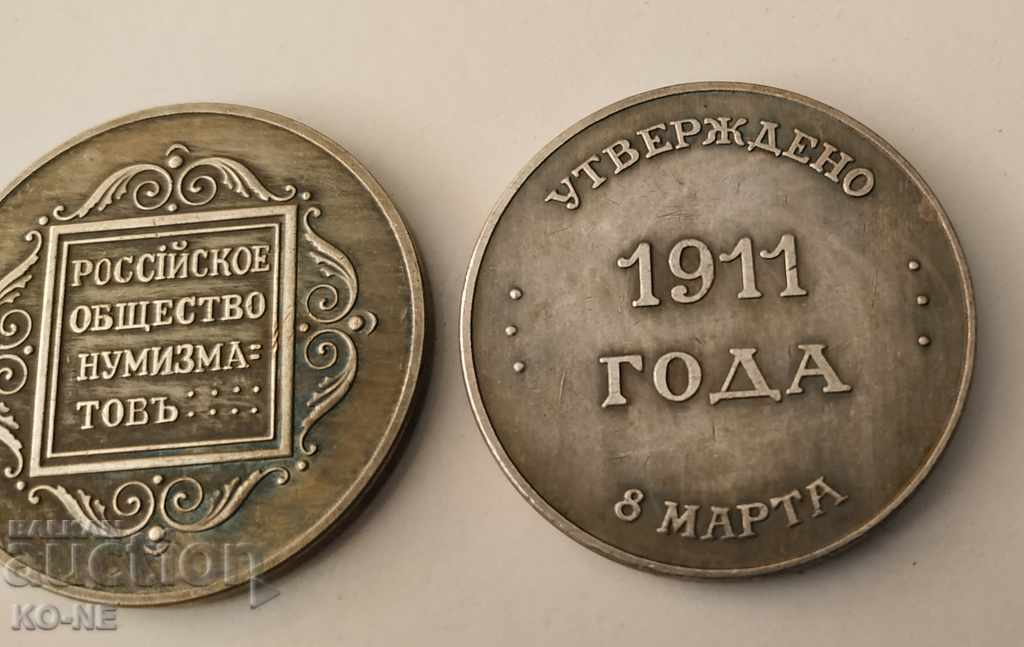 РОССІЙСКОЕ
ОБЩЕСТВО
НУМИЗМА=
ТОВЪ::::
УТВЕРЖДЕНО
1911
ГОДА
8 МАРТА
BALKAN
auction
KO-NE